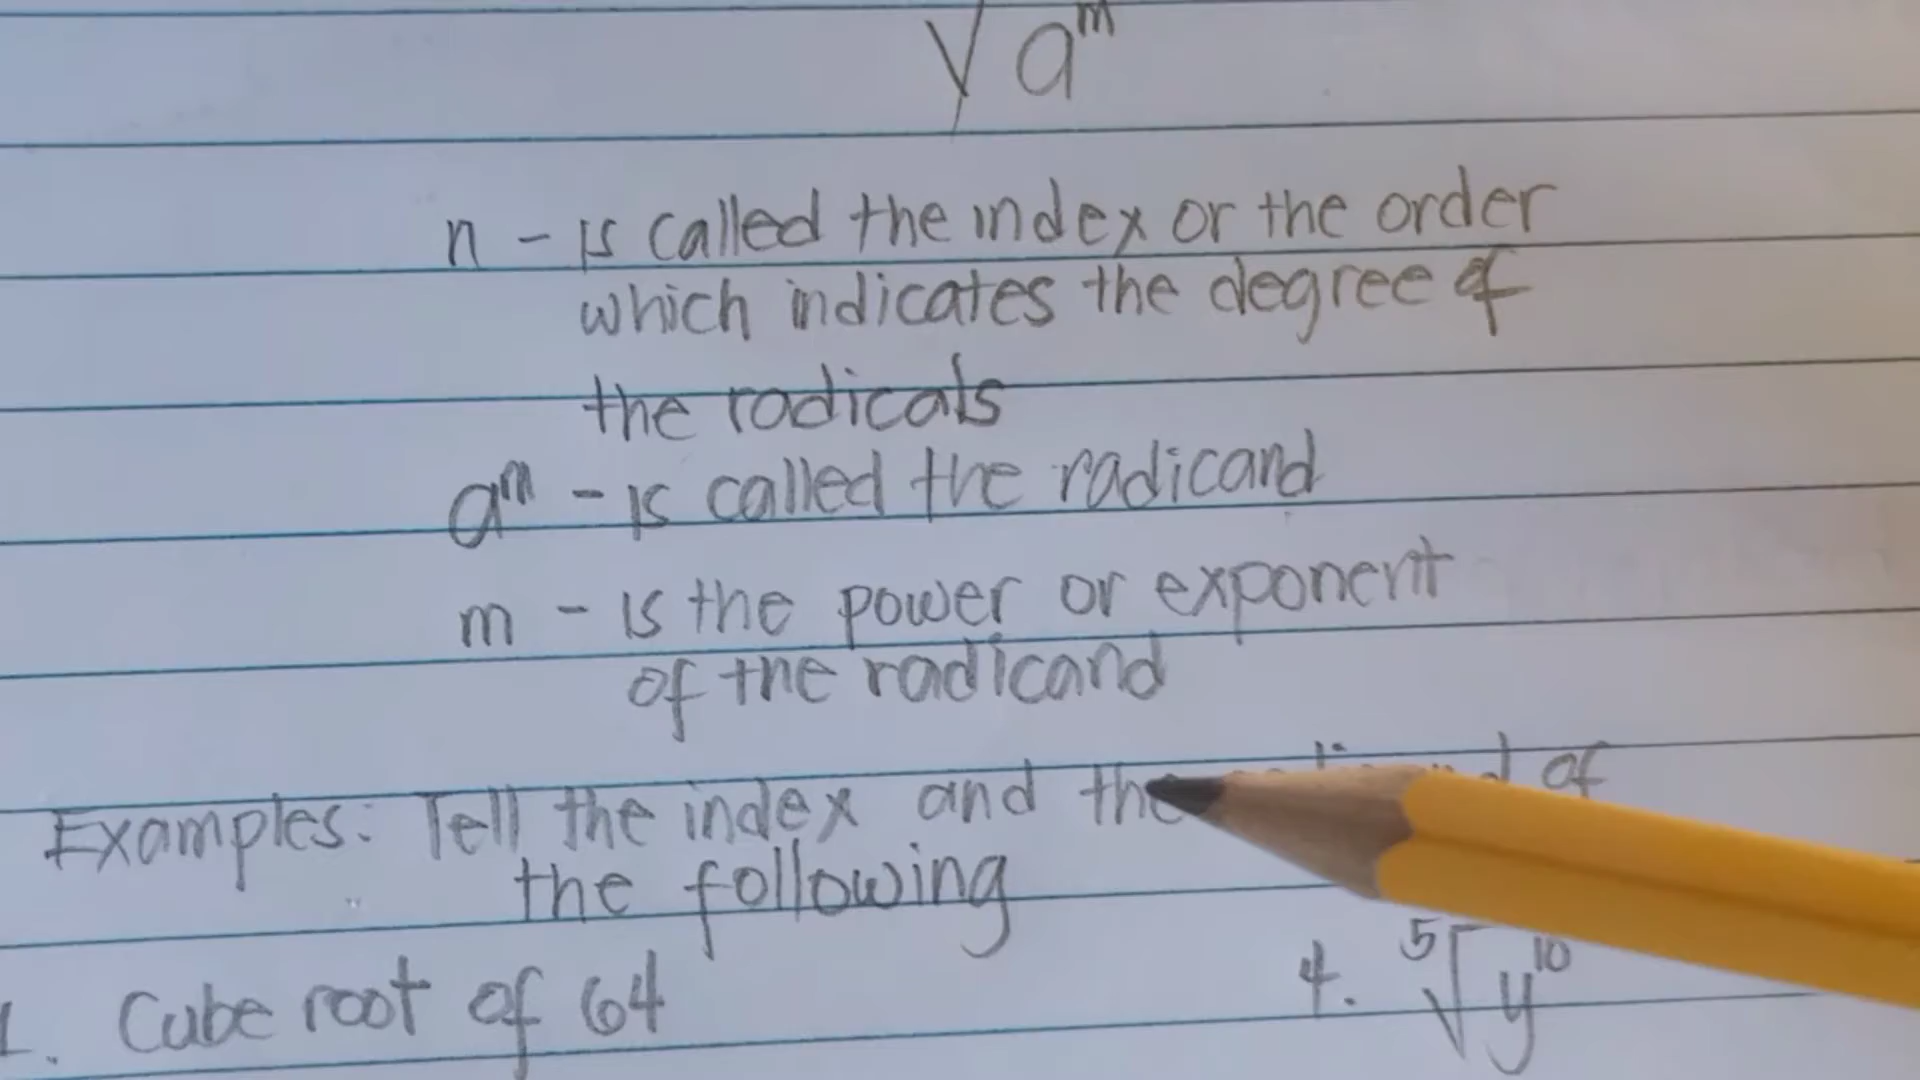 √ a^m
n - is called the index or the order
which indicates the degree of
the radicals
a^m - is called the radicand
m - is the power or exponent
of the radicand
Examples: Tell the index and the of
the following
1. Cube root of 64
4. ⁵√y¹⁰